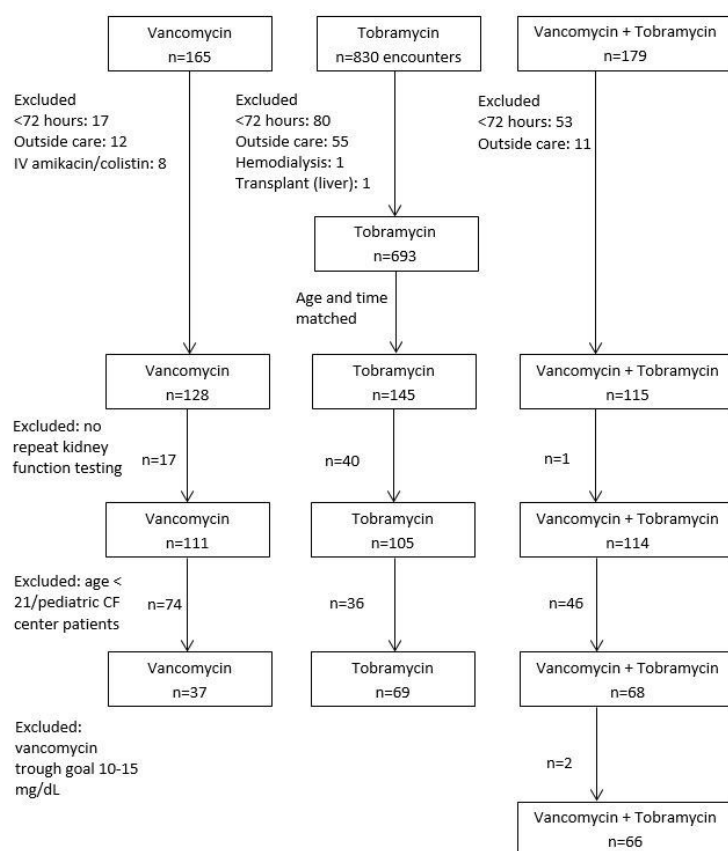 Vancomycin
n=165
Tobramycin
n=830 encounters
Vancomycin + Tobramycin
n=179
Excluded
<72 hours: 17
Outside care: 12
IV amikacin/colistin: 8
Excluded
<72 hours: 80
Outside care: 55
Hemodialysis: 1
Transplant (liver): 1
Excluded
<72 hours: 53
Outside care: 11
Tobramycin
n=693
Age and time
matched
Vancomycin
n=128
Tobramycin
n=145
Vancomycin + Tobramycin
n=115
Excluded: no
repeat kidney
function testing
n=17
n=40
n=1
Vancomycin
n=111
Tobramycin
n=105
Vancomycin + Tobramycin
n=114
Excluded: age <
21/pediatric CF
center patients
n=74
n=36
n=46
Vancomycin
n=37
Tobramycin
n=69
Vancomycin + Tobramycin
n=68
Excluded:
vancomycin
trough goal 10-15
mg/dL
n=2
Vancomycin + Tobramycin
n=66